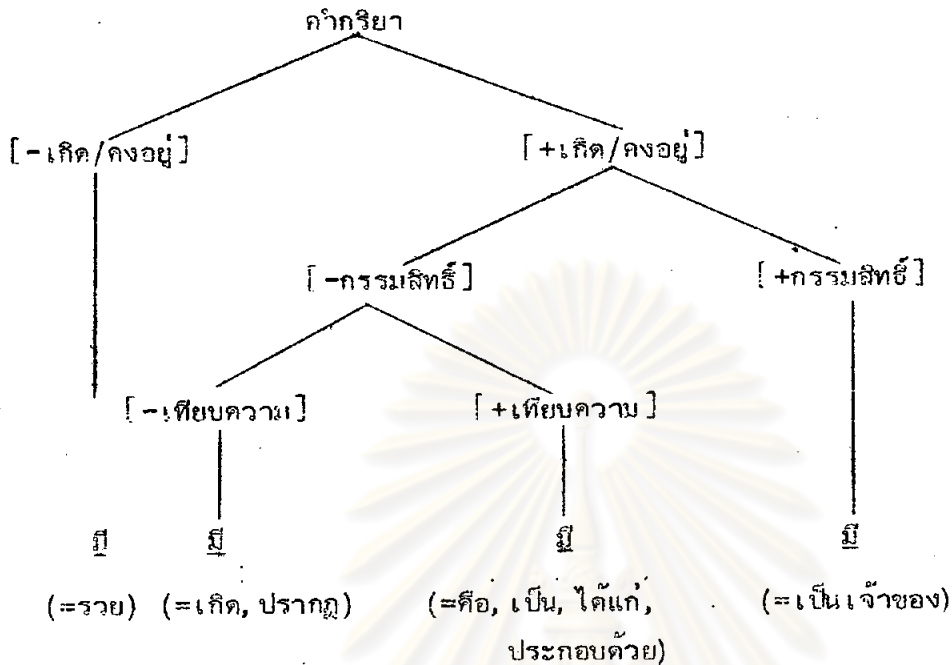 คำกริยา
[-เกิด/คงอยู่] [+เกิด/คงอยู่]
[-กรรมสิทธิ์] [+กรรมสิทธิ์]
[-เทียบความ] [+เทียบความ]
มี มี มี มี
(=รวย) (=เกิด, ปรากฏ) (=คือ, เป็น, ได้แก่, (=เป็นเจ้าของ)
ประกอบด้วย)